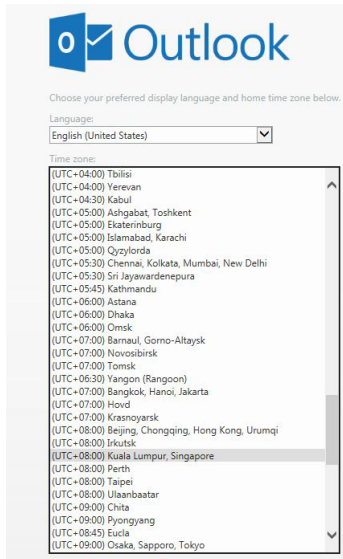 Outlook
Choose your preferred display language and home time zone below.
Language:
English (United States)
Time zone:
(UTC+04:00) Tbilisi
(UTC+04:00) Yerevan
(UTC+04:30) Kabul
(UTC+05:00) Ashgabat, Toshkent
(UTC+05:00) Ekaterinburg
(UTC+05:00) Islamabad, Karachi
(UTC+05:00) Qyzylorda
(UTC+05:30) Chennai, Kolkata, Mumbai, New Delhi
(UTC+05:30) Sri Jayawardenepura
(UTC+05:45) Kathmandu
(UTC+06:00) Astana
(UTC+06:00) Dhaka
(UTC+06:00) Omsk
(UTC+07:00) Barnaul, Gorno-Altaysk
(UTC+07:00) Novosibirsk
(UTC+07:00) Tomsk
(UTC+06:30) Yangon (Rangoon)
(UTC+07:00) Bangkok, Hanoi, Jakarta
(UTC+07:00) Hovd
(UTC+07:00) Krasnoyarsk
(UTC+08:00) Beijing, Chongqing, Hong Kong, Urumqi
(UTC+08:00) Irkutsk
(UTC+08:00) Kuala Lumpur, Singapore
(UTC+08:00) Perth
(UTC+08:00) Taipei
(UTC+08:00) Ulaanbaatar
(UTC+09:00) Chita
(UTC+09:00) Pyongyang
(UTC+08:45) Eucla
(UTC+09:00) Osaka, Sapporo, Tokyo